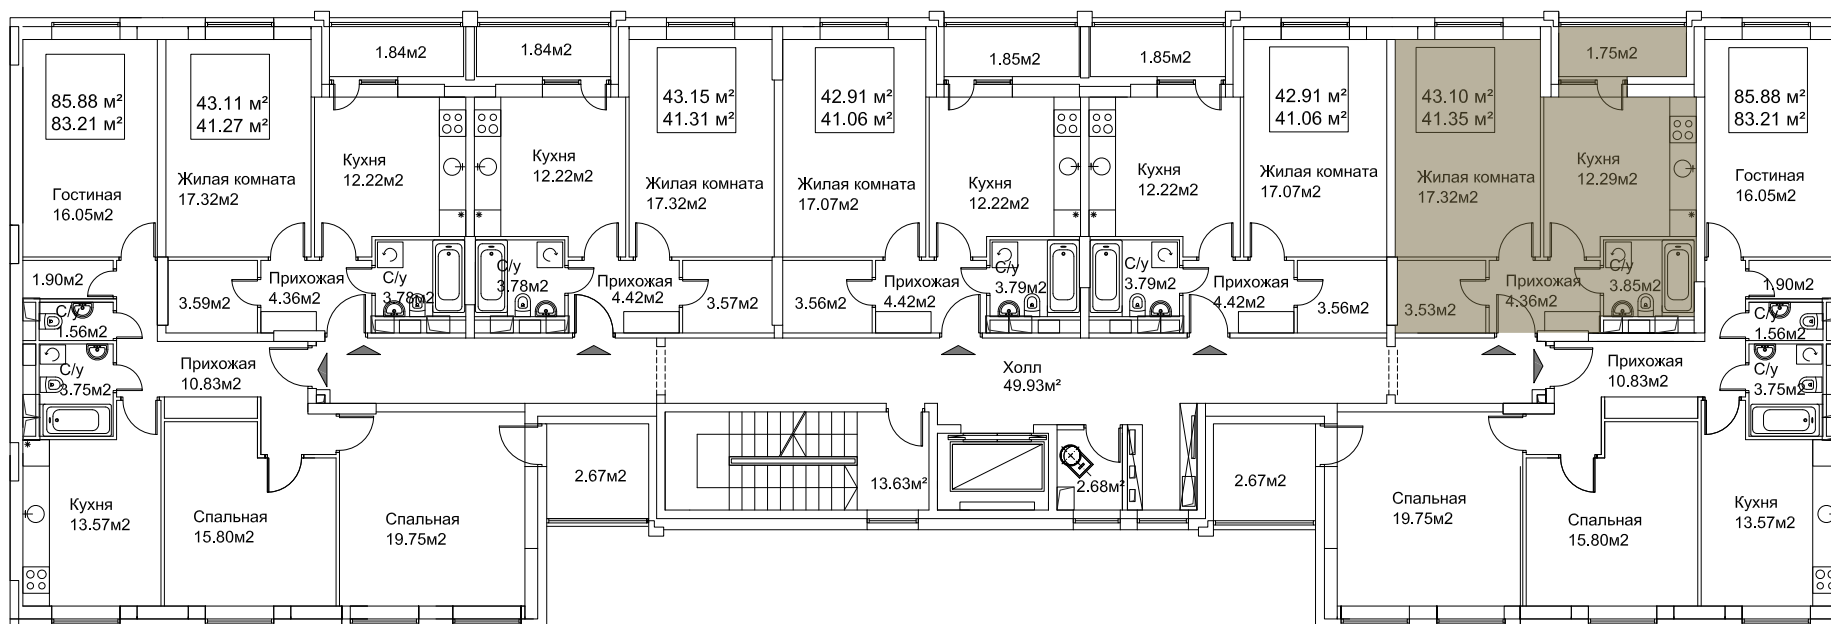 1.84м2
1.84м2
1.85м2
1.85м2
1.75м2
85.88 м²
83.21 м²
43.11 м²
41.27 м²
43.15 м²
41.31 м²
42.91 м²
41.06 м²
42.91 м²
41.06 м²
43.10 м²
41.35 м²
85.88 м²
83.21 м²
Гостиная
16.05м2
Жилая комната
17.32м2
Кухня
12.22м2
Кухня
12.22м2
Жилая комната
17.32м2
Жилая комната
17.07м2
Кухня
12.22м2
Кухня
12.22м2
Жилая комната
17.07м2
Жилая комната
17.32м2
Кухня
12.29м2
Гостиная
16.05м2
1.90м2
3.59м2
Прихожая
4.36м2
С/у
3.78м2
С/у
3.78м2
Прихожая
4.42м2
3.57м2
3.56м2
Прихожая
4.42м2
С/у
3.79м2
С/у
3.79м2
Прихожая
4.42м2
3.56м2
3.53м2
Прихожая
4.36м2
С/у
3.85м2
1.90м2
С/у
1.56м2
С/у
1.56м2
С/у
3.75м2
Прихожая
10.83м2
Холл
49.93м²
Прихожая
10.83м2
С/у
3.75м2
Кухня
13.57м2
Спальная
15.80м2
Спальная
19.75м2
2.67м2
13.63м²
2.68м²
2.67м2
Спальная
19.75м2
Спальная
15.80м2
Кухня
13.57м2